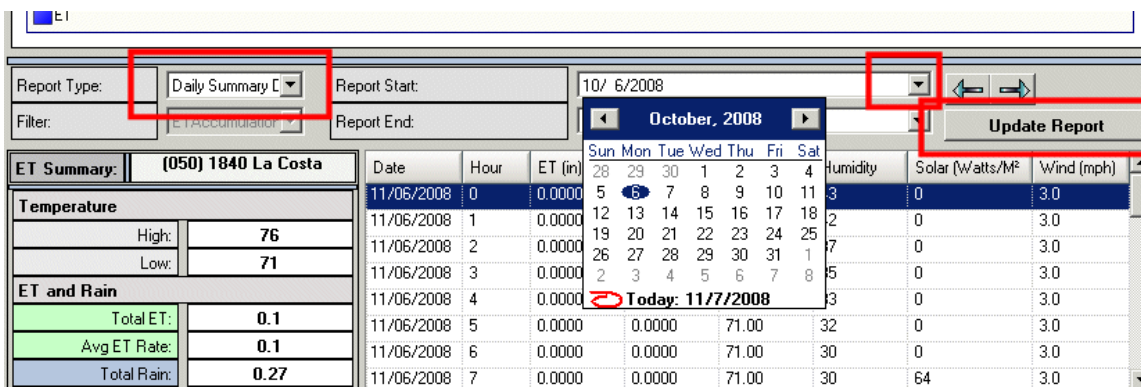 ET
Report Type: Daily Summary D Report Start: 10/ 6/2008
Filter: ETAccumulation Report End:
Update Report
October, 2008
Sun Mon Tue Wed Thu Fri Sat
28 29 30 1 2 3 4
5 6 7 8 9 10 11
12 13 14 15 16 17 18
19 20 21 22 23 24 25
26 27 28 29 30 31 1
2 3 4 5 6 7 8
Today: 11/7/2008
ET Summary: (050) 1840 La Costa
Temperature
High: 76
Low: 71
ET and Rain
Total ET: 0.1
Avg ET Rate: 0.1
Total Rain: 0.27
Date Hour ET (in) Humidity Solar (Watts/M² Wind (mph)
11/06/2008 0 0.0000 0 3.0
11/06/2008 1 0.0000 0 3.0
11/06/2008 2 0.0000 0 3.0
11/06/2008 3 0.0000 0 3.0
11/06/2008 4 0.0000 0 3.0
11/06/2008 5 0.0000 0.0000 71.00 32 0 3.0
11/06/2008 6 0.0000 0.0000 71.00 30 0 3.0
11/06/2008 7 0.0000 0.0000 71.00 30 64 3.0